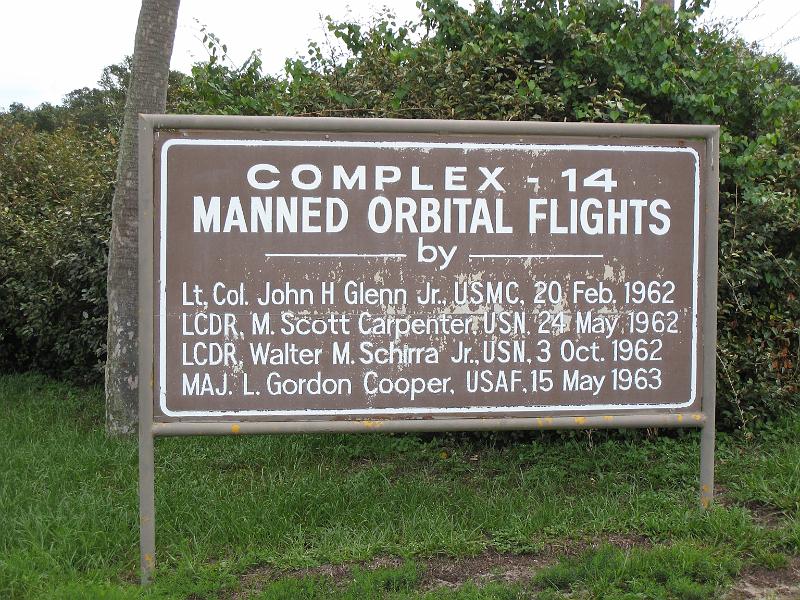 COMPLEX - 14
MANNED ORBITAL FLIGHTS
by
Lt. Col. John H Glenn Jr., USMC, 20 Feb. 1962
LCDR. M. Scott Carpenter USN. 24 May 1962
LCDR. Walter M. Schirra Jr., USN, 3 Oct. 1962
MAJ. L. Gordon Cooper, USAF, 15 May 1963